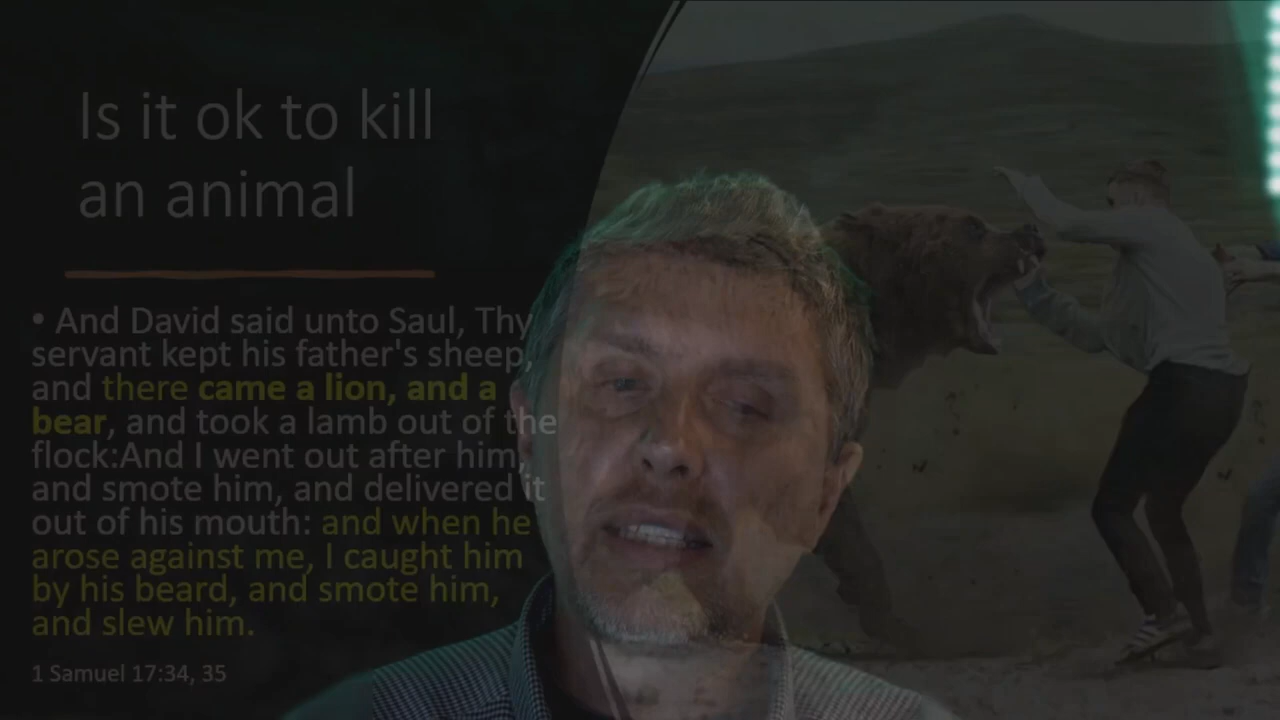 Is it ok to kill
an animal
• And David said unto Saul, Thy
servant kept his father's sheep,
and there came a lion, and a
bear, and took a lamb out of the
flock:And I went out after him,
and smote him, and delivered it
out of his mouth: and when he
arose against me, I caught him
by his beard, and smote him,
and slew him.
1 Samuel 17:34, 35